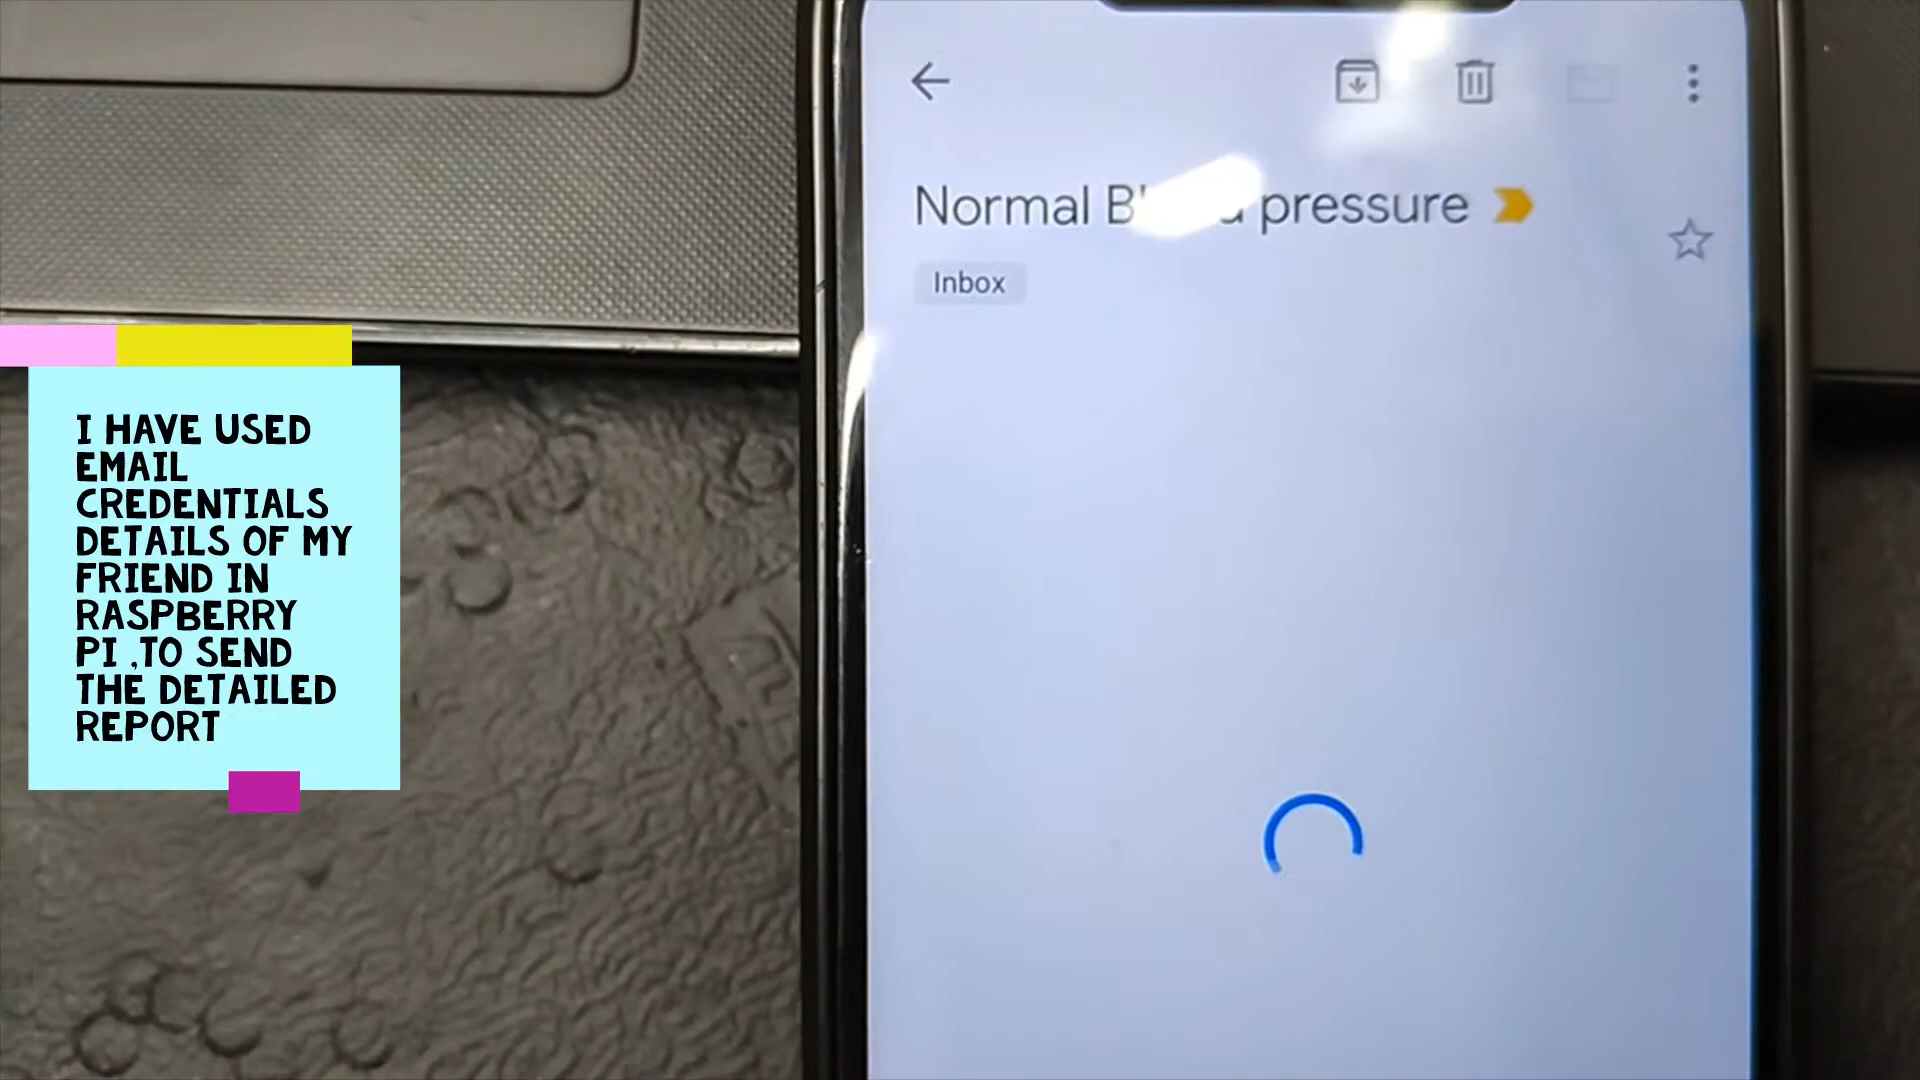 Normal pressure
Inbox
I HAVE USED
EMAIL
CREDENTIALS
DETAILS OF MY
FRIEND IN
RASPBERRY
PI ,TO SEND
THE DETAILED
REPORT